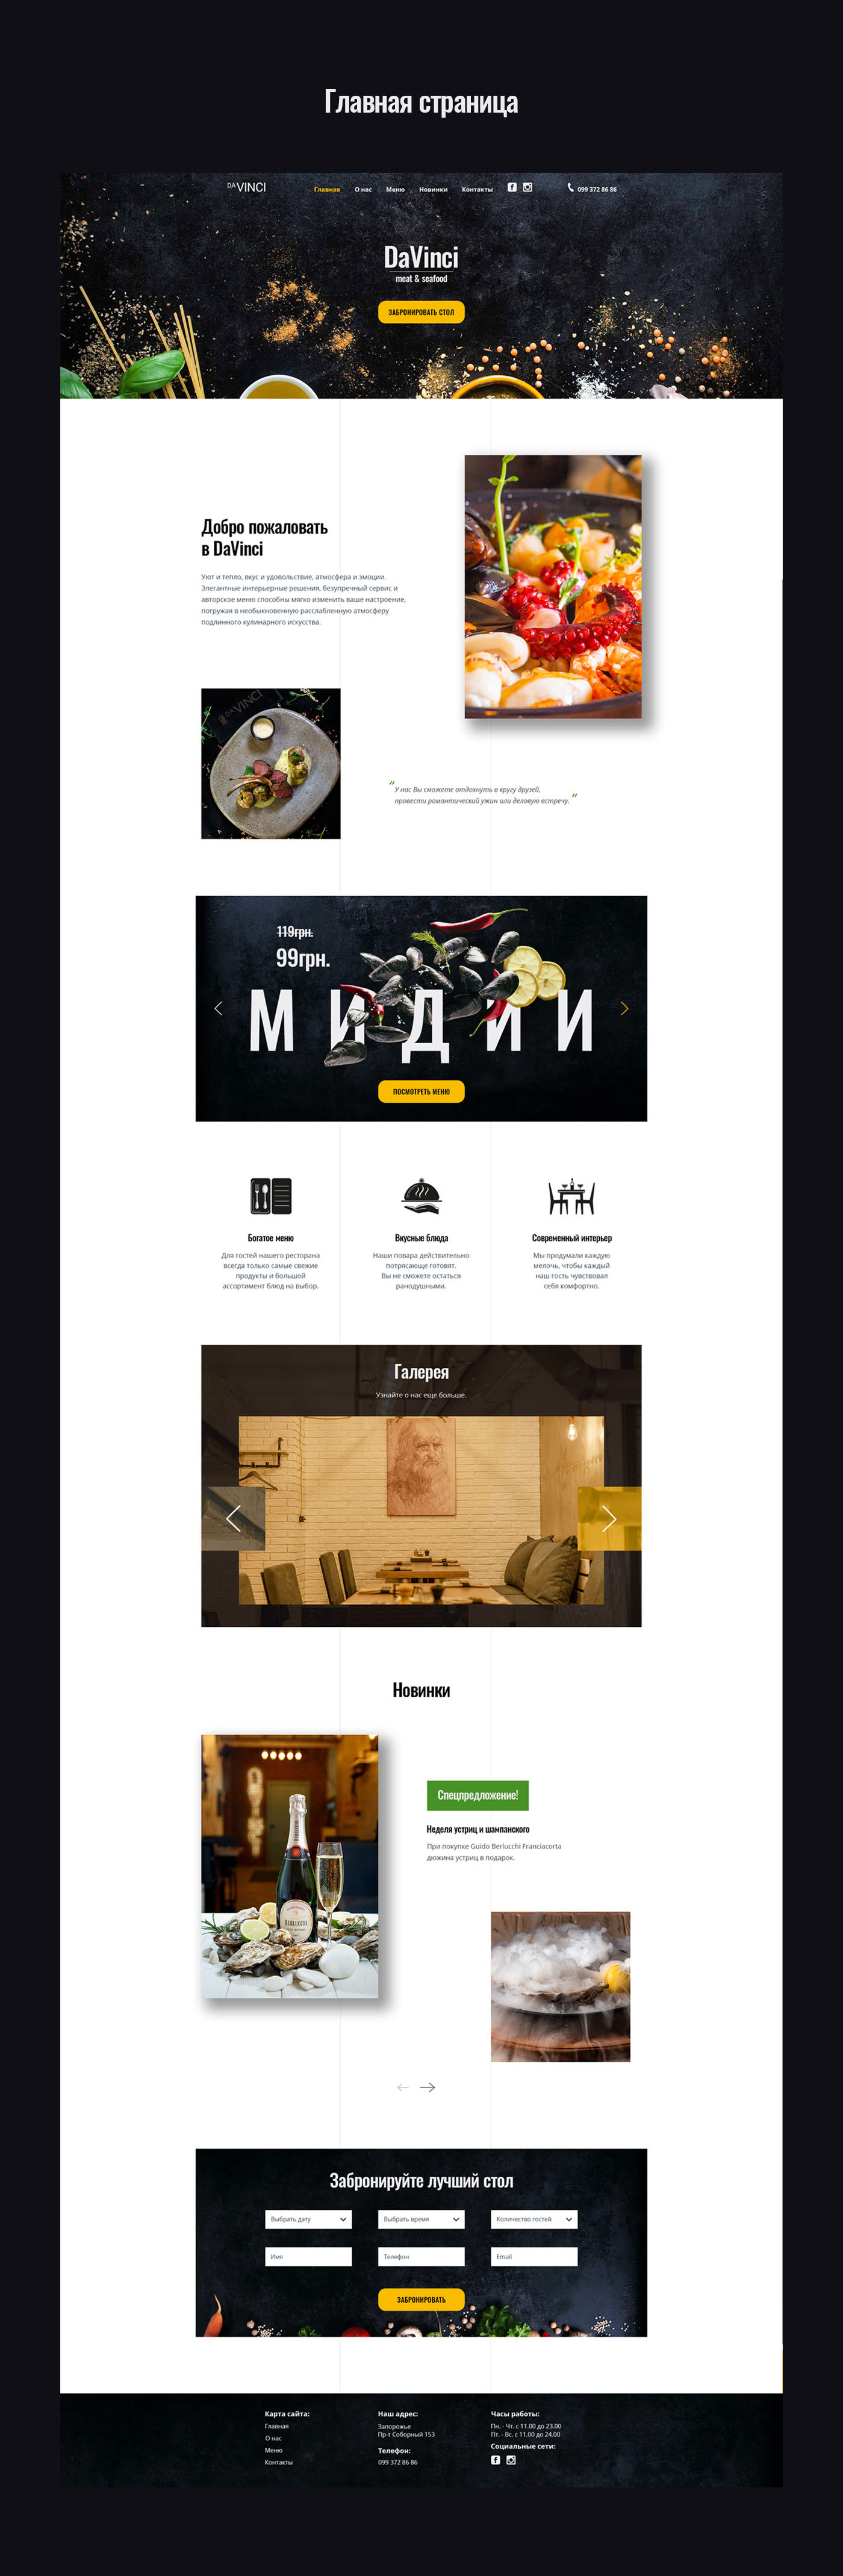 Главная страница
DAVINCI
Главная О нас Меню Новинки Контакты 099 372 86 86
DaVinci
meat & seafood
ЗАБРОНИРОВАТЬ СТОЛ
Добро пожаловать
в DaVinci
Уют и тепло, вкус и удовольствие, атмосфера и эмоции.
Элегантные интерьерные решения, безупречный сервис и
авторское меню способны мягко изменить ваше настроение,
погружая в необыкновенную расслабленную атмосферу
подлинного кулинарного искусства.
DAVINCI
“ У нас Вы сможете отдохнуть в кругу друзей,
провести романтический ужин или деловую встречу. ”
119грн.
99грн.
МИДИИ
ПОСМОТРЕТЬ МЕНЮ
Богатое меню
Для гостей нашего ресторана
всегда только самые свежие
продукты и большой
ассортимент блюд на выбор.
Вкусные блюда
Наши повара действительно
потрясающе готовят.
Вы не сможете остаться
ранодушными.
Современный интерьер
Мы продумали каждую
мелочь, чтобы каждый
наш гость чувствовал
себя комфортно.
Галерея
Узнайте о нас еще больше.
Новинки
BERLUCCHI
Спецпредложение!
Неделя устриц и шампанского
При покупке Guido Berlucchi Franciacorta
дюжина устриц в подарок.
Забронируйте лучший стол
Выбрать дату Выбрать время Количество гостей
Имя Телефон Email
ЗАБРОНИРОВАТЬ
Карта сайта:
Главная
О нас
Меню
Контакты
Наш адрес:
Запорожье
Пр-т Соборный 153
Телефон:
099 372 86 86
Часы работы:
Пн. - Чт. с 11.00 до 23.00
Пт. - Вс. с 11.00 до 24.00
Социальные сети: